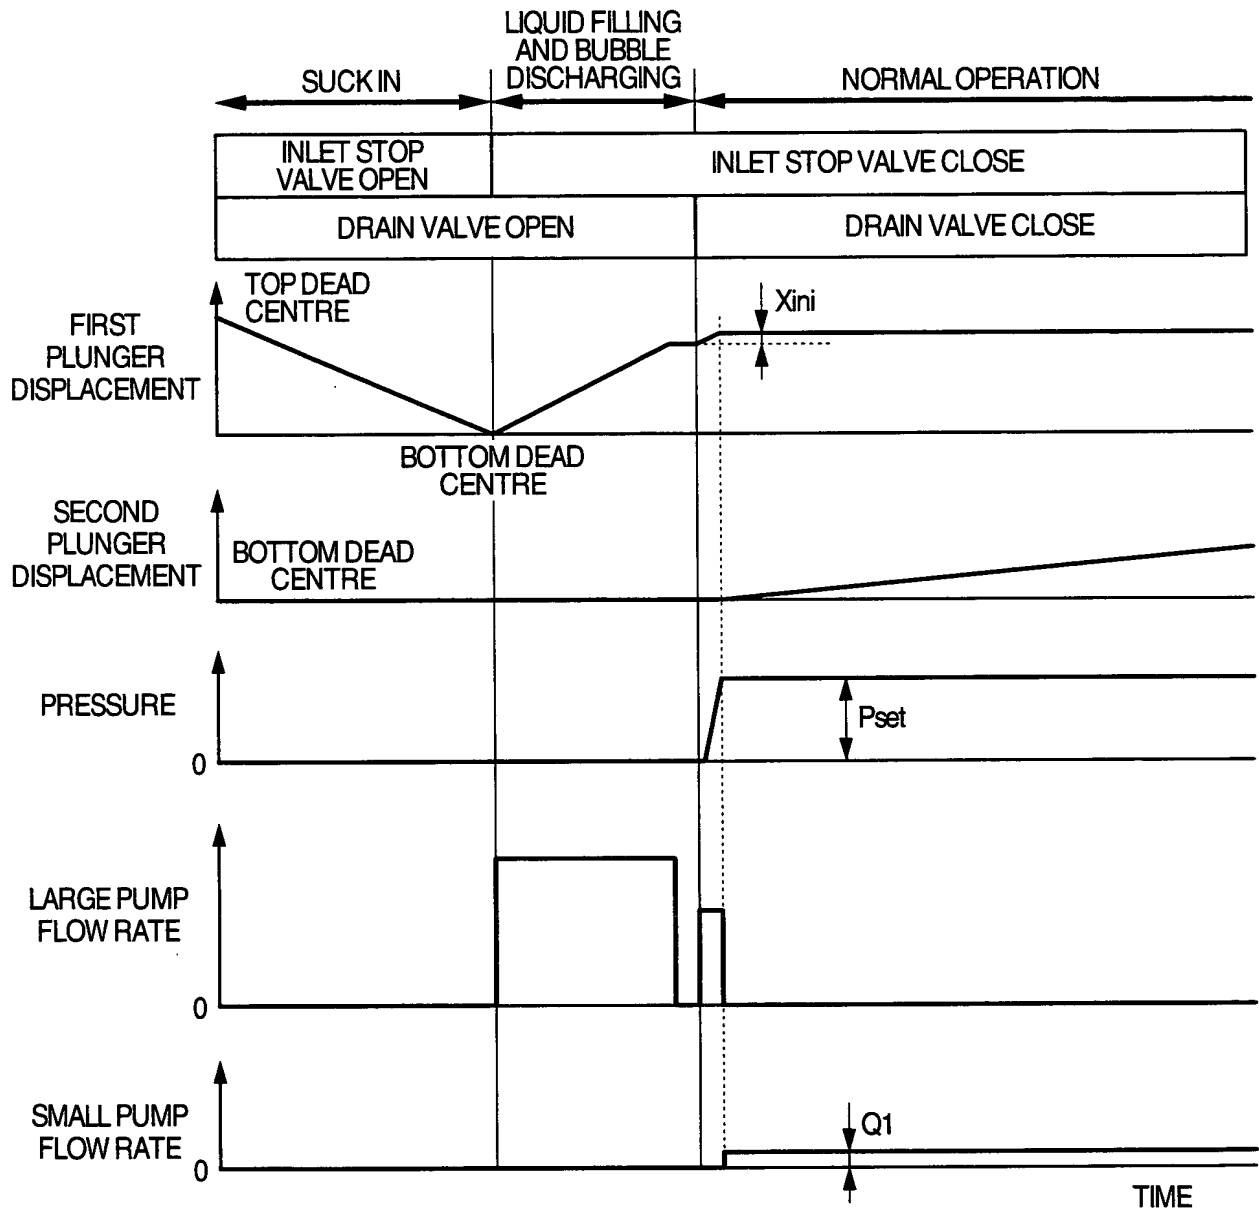 LIQUID FILLING
AND BUBBLE
DISCHARGING
SUCK IN
NORMAL OPERATION
INLET STOP
VALVE OPEN
INLET STOP VALVE CLOSE
DRAIN VALVE OPEN
DRAIN VALVE CLOSE
TOP DEAD
CENTRE
Xini
FIRST
PLUNGER
DISPLACEMENT
BOTTOM DEAD
CENTRE
SECOND
PLUNGER
DISPLACEMENT
BOTTOM DEAD
CENTRE
PRESSURE
Pset
0
LARGE PUMP
FLOW RATE
0
SMALL PUMP
FLOW RATE
Q1
0
TIME